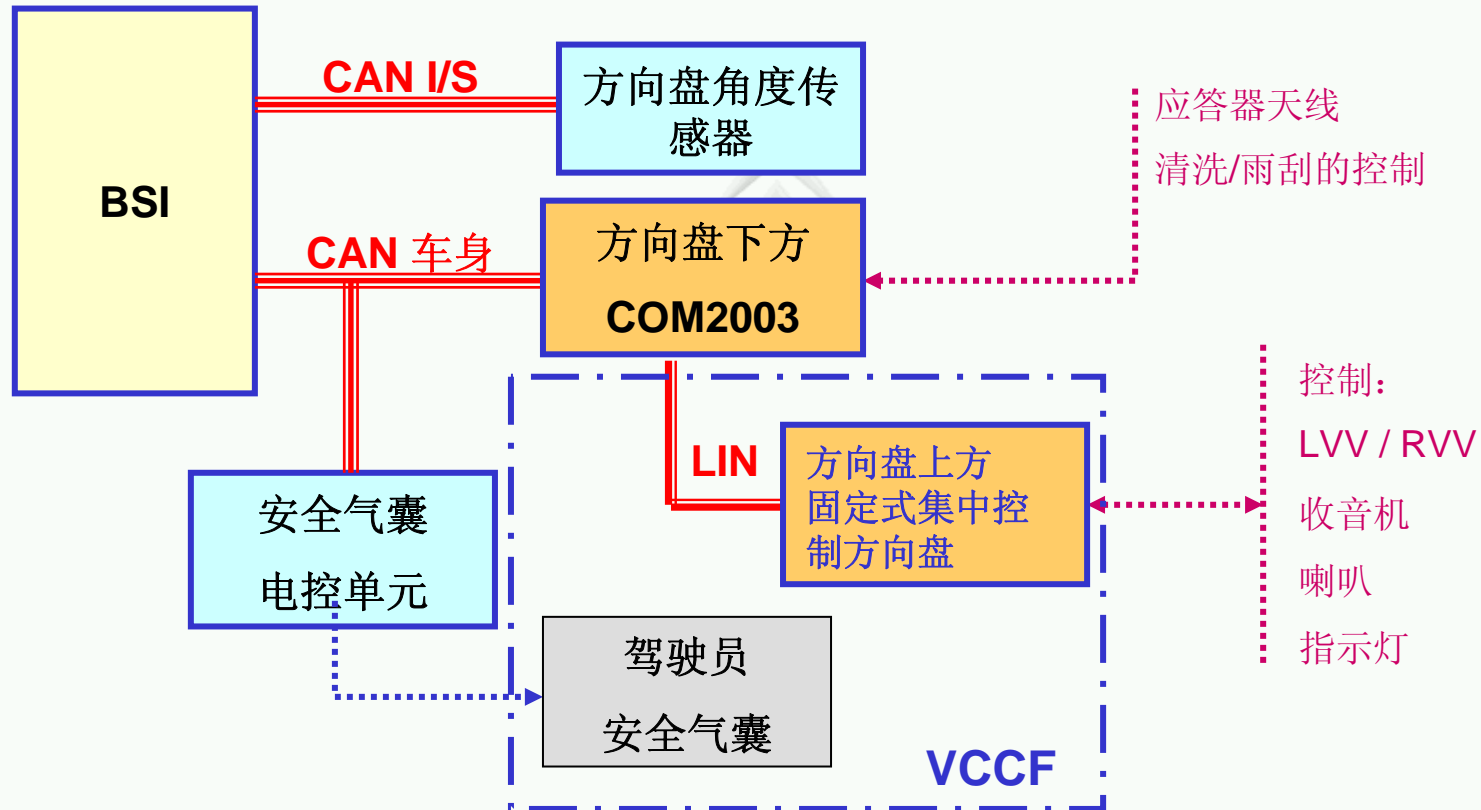 CAN I/S
方向盘角度传
感器
应答器天线
清洗/雨刮的控制
BSI
CAN 车身
方向盘下方
COM2003
控制：
LVV / RVV
收音机
喇叭
指示灯
LIN
方向盘上方
固定式集中控
制方向盘
安全气囊
电控单元
驾驶员
安全气囊
VCCF